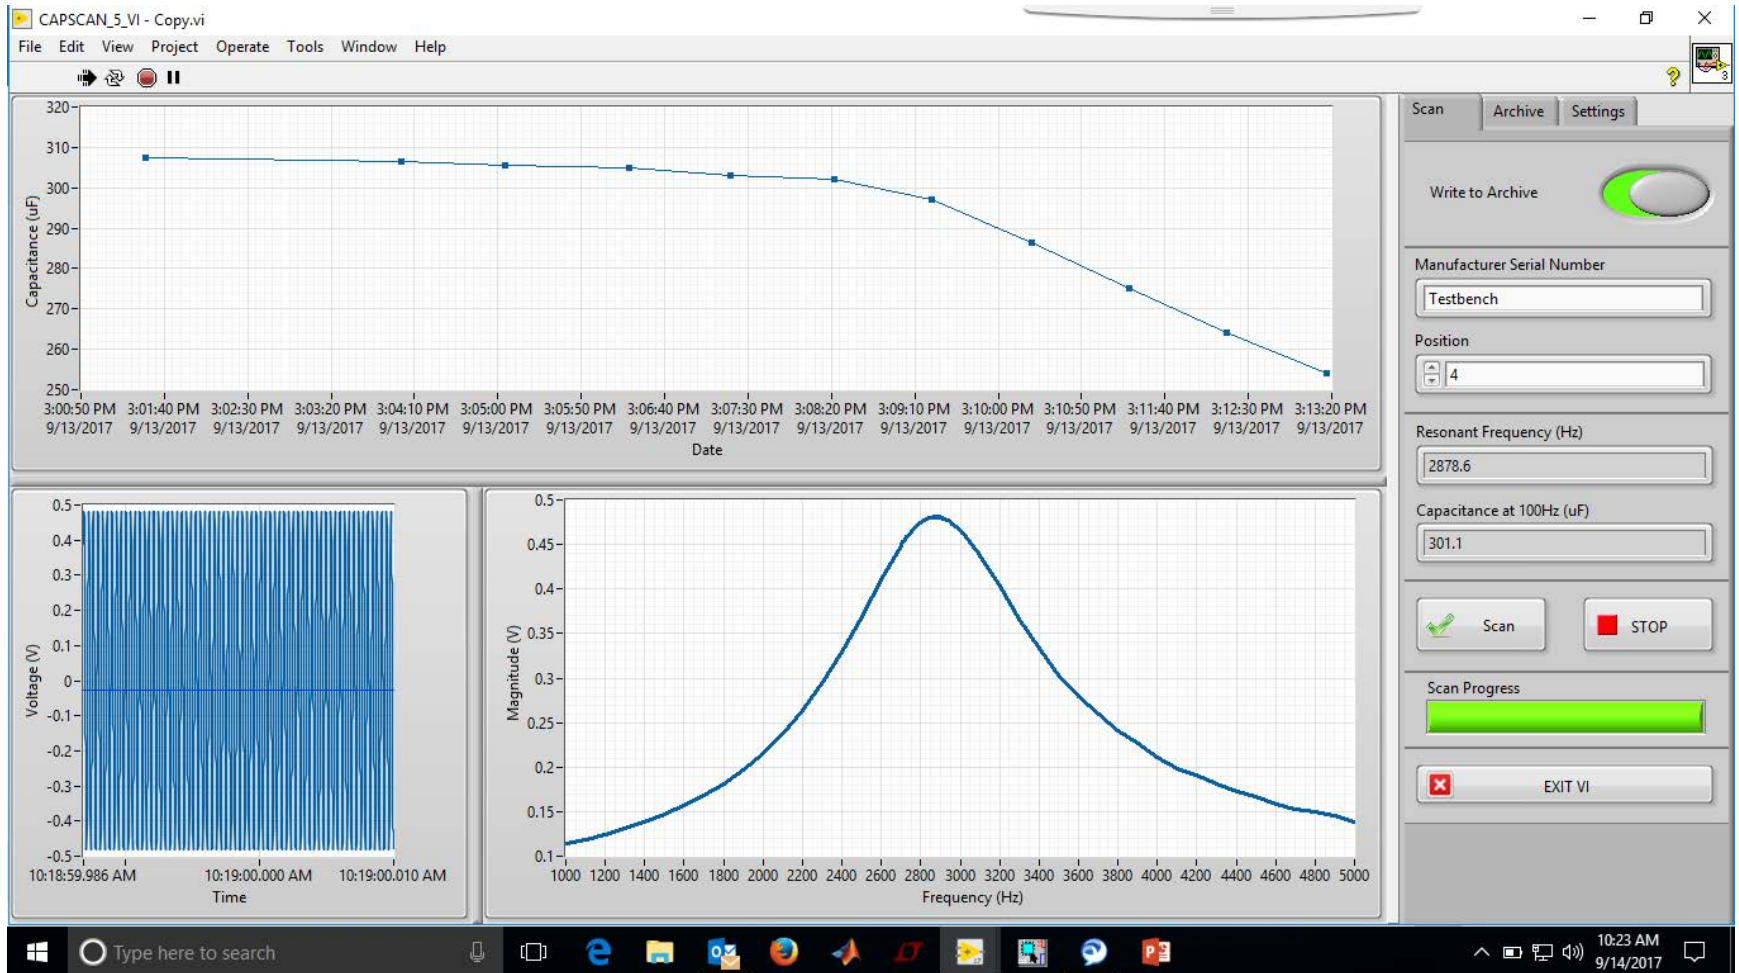 CAPSCAN_5_VI - Copy.vi
File Edit View Project Operate Tools Window Help
3
320
310
300
290
280
270
260
250
Capacitance (uF)
3:00:50 PM 3:01:40 PM 3:02:30 PM 3:03:20 PM 3:04:10 PM 3:05:00 PM 3:05:50 PM 3:06:40 PM 3:07:30 PM 3:08:20 PM 3:09:10 PM 3:10:00 PM 3:10:50 PM 3:11:40 PM 3:12:30 PM 3:13:20 PM
9/13/2017 9/13/2017 9/13/2017 9/13/2017 9/13/2017 9/13/2017 9/13/2017 9/13/2017 9/13/2017 9/13/2017 9/13/2017 9/13/2017 9/13/2017 9/13/2017 9/13/2017 9/13/2017
Date
0.5
0.4
0.3
0.2
0.1
0
-0.1
-0.2
-0.3
-0.4
-0.5
Voltage (V)
10:18:59.986 AM 10:19:00.000 AM 10:19:00.010 AM
Time
0.5
0.45
0.4
0.35
0.3
0.25
0.2
0.15
0.1
Magnitude (V)
1000 1200 1400 1600 1800 2000 2200 2400 2600 2800 3000 3200 3400 3600 3800 4000 4200 4400 4600 4800 5000
Frequency (Hz)
Scan Archive Settings
Write to Archive
Manufacturer Serial Number
Testbench
Position
4
Resonant Frequency (Hz)
2878.6
Capacitance at 100Hz (uF)
301.1
Scan STOP
Scan Progress
EXIT VI
Type here to search
10:23 AM
9/14/2017